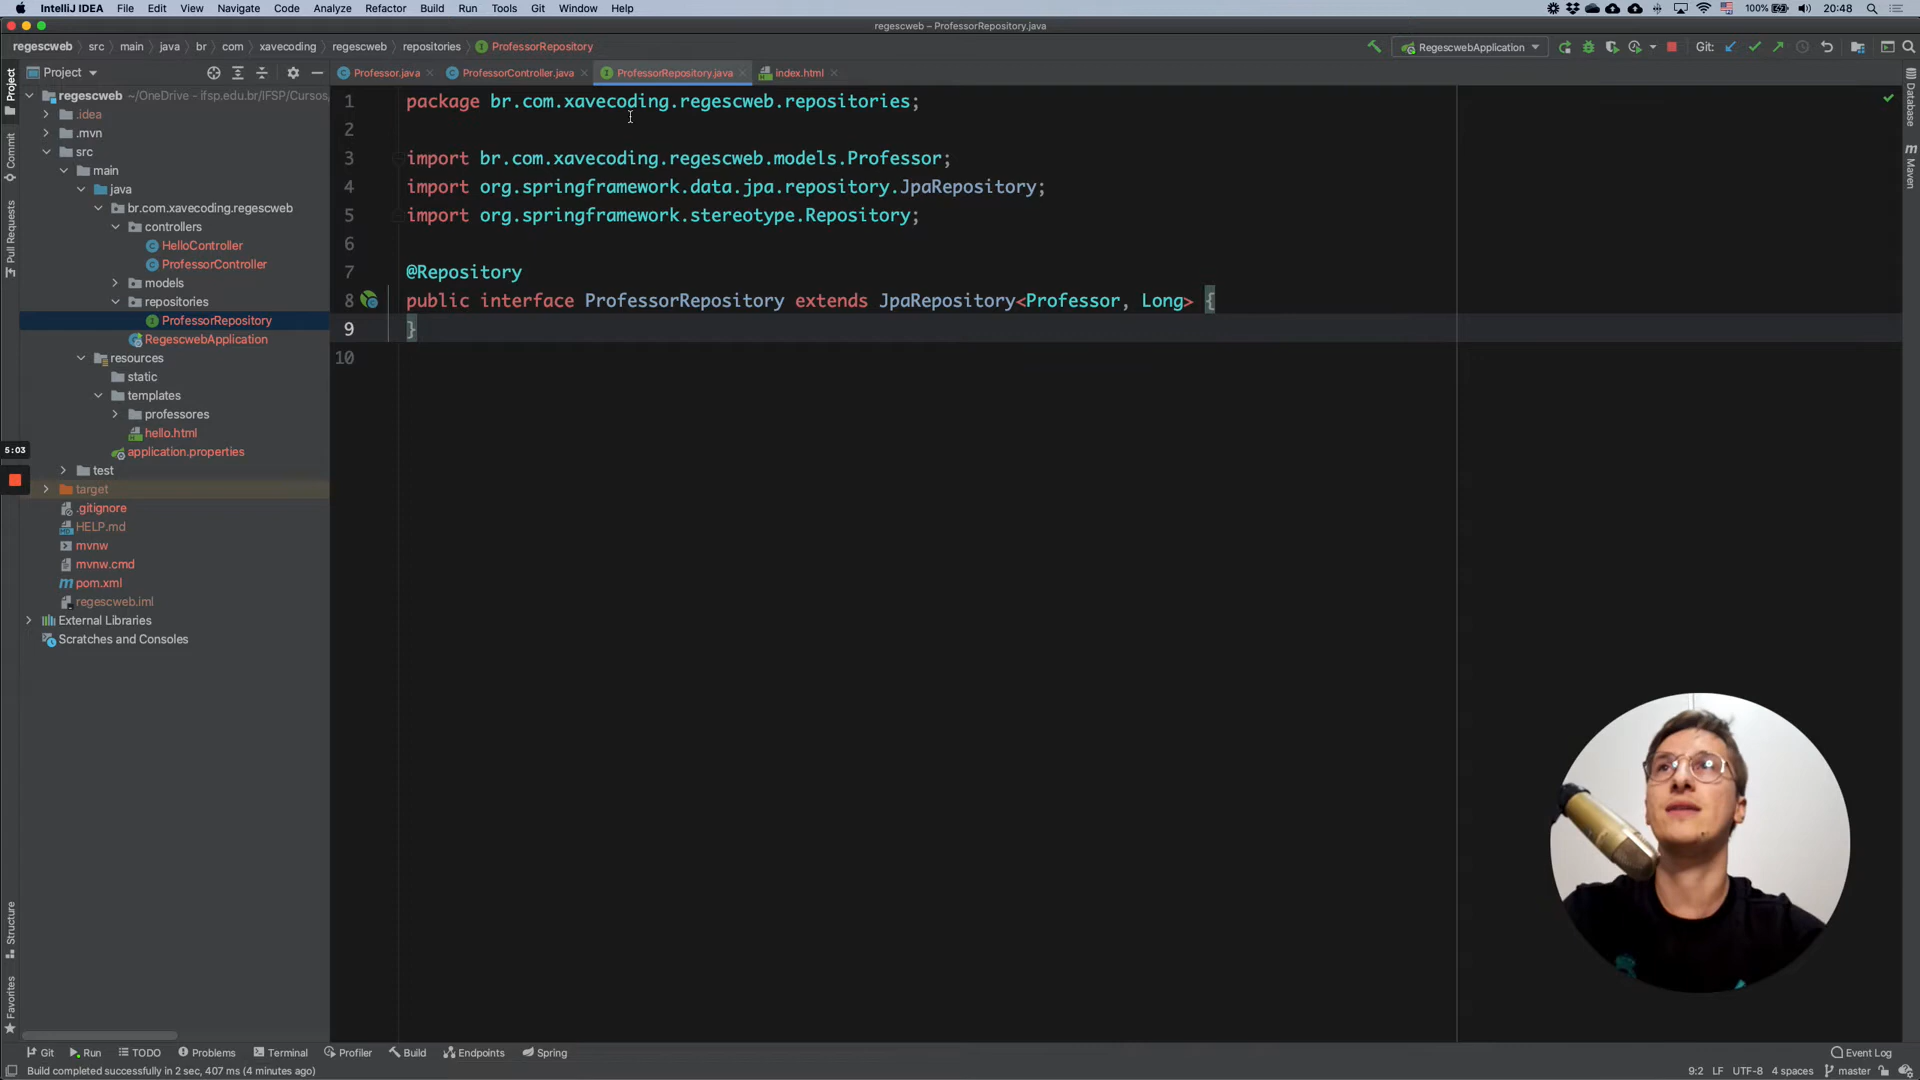 IntelliJ IDEA File Edit View Navigate Code Analyze Refactor Build Run Tools Git Window Help 100% 20:48
regescweb – ProfessorRepository.java
regescweb src main java br com xavecoding regescweb repositories ProfessorRepository RegescwebApplication Git:
Project Professor.java ProfessorController.java ProfessorRepository.java index.html
regescweb ~/OneDrive - ifsp.edu.br/IFSP/Cursos
.idea
.mvn
src
main
java
br.com.xavecoding.regescweb
controllers
HelloController
ProfessorController
models
repositories
ProfessorRepository
RegescwebApplication
resources
static
templates
professores
hello.html
application.properties
test
target
.gitignore
HELP.md
mvnw
mvnw.cmd
pom.xml
regescweb.iml
External Libraries
Scratches and Consoles
1 package br.com.xavecoding.regescweb.repositories;
2
3 import br.com.xavecoding.regescweb.models.Professor;
4 import org.springframework.data.jpa.repository.JpaRepository;
5 import org.springframework.stereotype.Repository;
6
7 @Repository
8 public interface ProfessorRepository extends JpaRepository<Professor, Long> {
9 }
10
Project
Commit
Pull Requests
5:03
Structure
Favorites
Database
Maven
Git Run TODO Problems Terminal Profiler Build Endpoints Spring Event Log
Build completed successfully in 2 sec, 407 ms (4 minutes ago) 9:2 LF UTF-8 4 spaces master